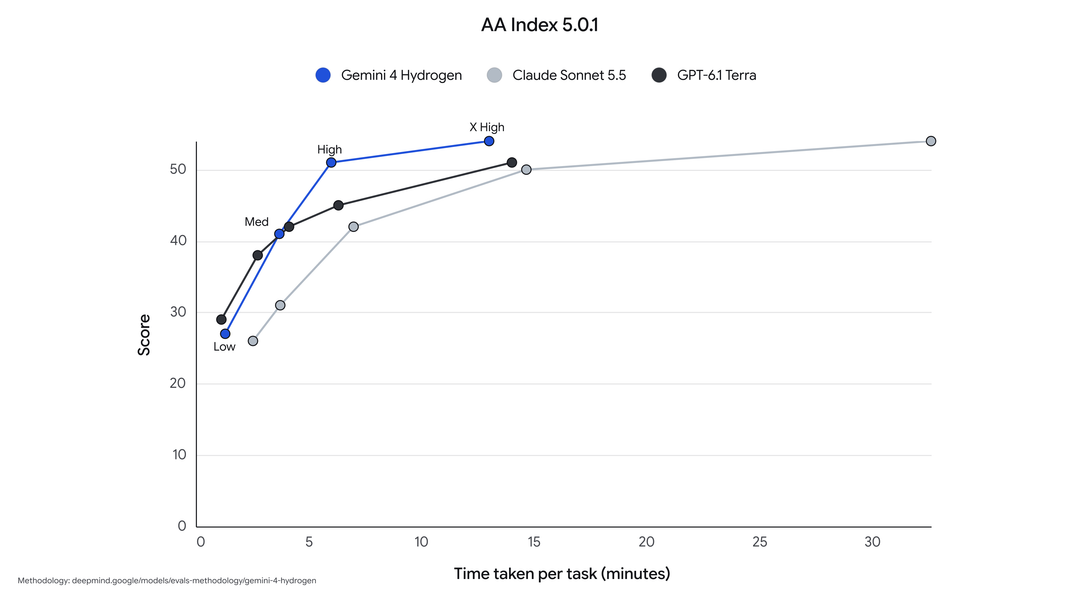 AA Index 5.0.1
Gemini 4 Hydrogen
Claude Sonnet 5.5
GPT-6.1 Terra
X High
High
Med
Low
50
40
30
20
10
0
Score
0
5
10
15
20
25
30
Time taken per task (minutes)
Methodology: deepmind.google/models/evals-methodology/gemini-4-hydrogen